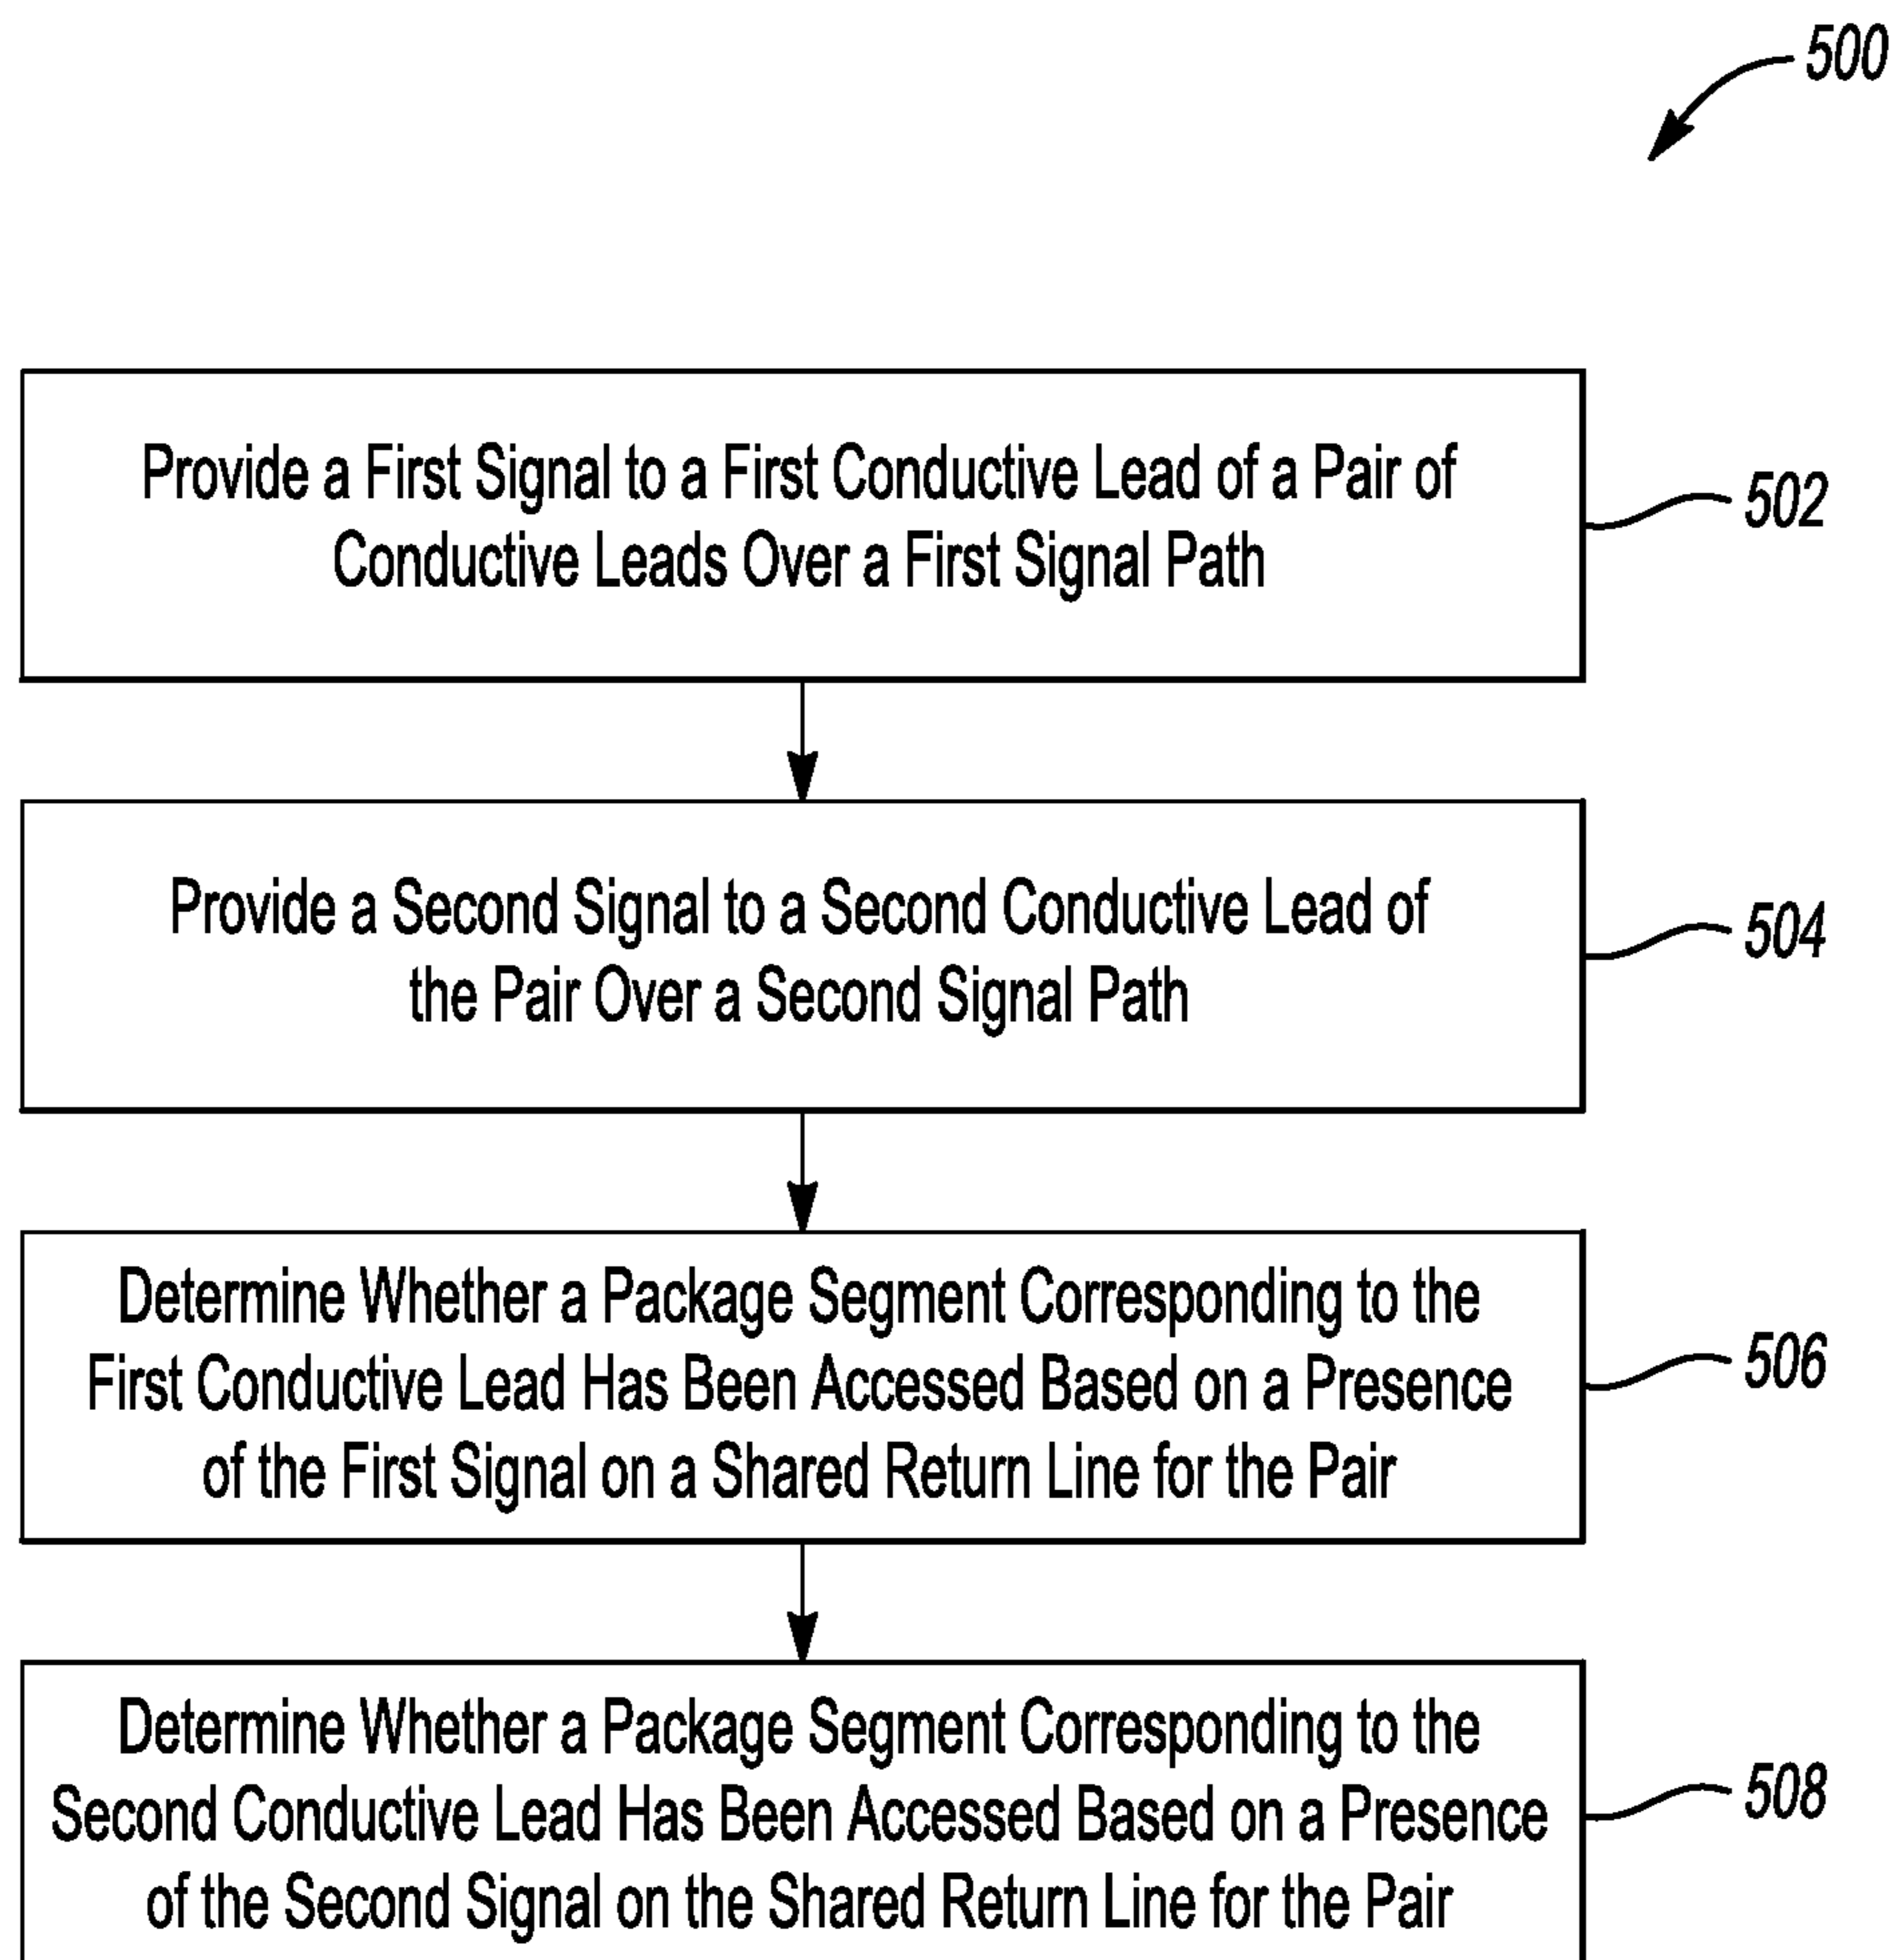 500
Provide a First Signal to a First Conductive Lead of a Pair of
Conductive Leads Over a First Signal Path
502
Provide a Second Signal to a Second Conductive Lead of
the Pair Over a Second Signal Path
504
Determine Whether a Package Segment Corresponding to the
First Conductive Lead Has Been Accessed Based on a Presence
of the First Signal on a Shared Return Line for the Pair
506
Determine Whether a Package Segment Corresponding to the
Second Conductive Lead Has Been Accessed Based on a Presence
of the Second Signal on the Shared Return Line for the Pair
508